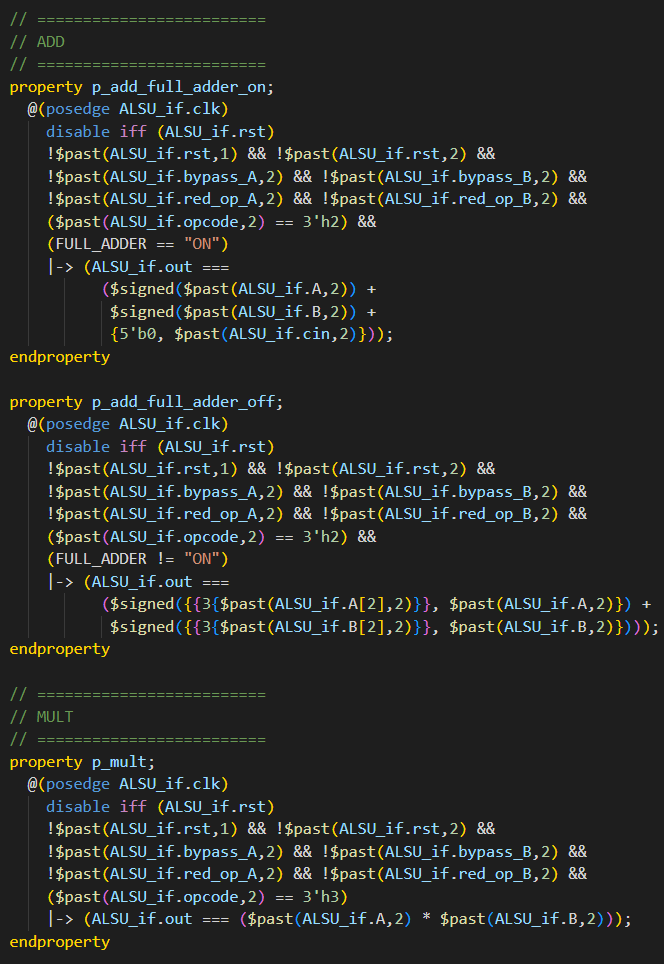 // =========================
// ADD
// =========================
property p_add_full_adder_on;
  @(posedge ALSU_if.clk)
    disable iff (ALSU_if.rst)
    !$past(ALSU_if.rst,1) && !$past(ALSU_if.rst,2) &&
    !$past(ALSU_if.bypass_A,2) && !$past(ALSU_if.bypass_B,2) &&
    !$past(ALSU_if.red_op_A,2) && !$past(ALSU_if.red_op_B,2) &&
    ($past(ALSU_if.opcode,2) == 3'h2) &&
    (FULL_ADDER == "ON")
    |-> (ALSU_if.out ===
          ($signed($past(ALSU_if.A,2)) +
           $signed($past(ALSU_if.B,2)) +
           {5'b0, $past(ALSU_if.cin,2)}));
endproperty

property p_add_full_adder_off;
  @(posedge ALSU_if.clk)
    disable iff (ALSU_if.rst)
    !$past(ALSU_if.rst,1) && !$past(ALSU_if.rst,2) &&
    !$past(ALSU_if.bypass_A,2) && !$past(ALSU_if.bypass_B,2) &&
    !$past(ALSU_if.red_op_A,2) && !$past(ALSU_if.red_op_B,2) &&
    ($past(ALSU_if.opcode,2) == 3'h2) &&
    (FULL_ADDER != "ON")
    |-> (ALSU_if.out ===
          ($signed({{3{$past(ALSU_if.A[2],2)}}, $past(ALSU_if.A,2)}) +
           $signed({{3{$past(ALSU_if.B[2],2)}}, $past(ALSU_if.B,2)})));
endproperty

// =========================
// MULT
// =========================
property p_mult;
  @(posedge ALSU_if.clk)
    disable iff (ALSU_if.rst)
    !$past(ALSU_if.rst,1) && !$past(ALSU_if.rst,2) &&
    !$past(ALSU_if.bypass_A,2) && !$past(ALSU_if.bypass_B,2) &&
    !$past(ALSU_if.red_op_A,2) && !$past(ALSU_if.red_op_B,2) &&
    ($past(ALSU_if.opcode,2) == 3'h3)
    |-> (ALSU_if.out === ($past(ALSU_if.A,2) * $past(ALSU_if.B,2)));
endproperty